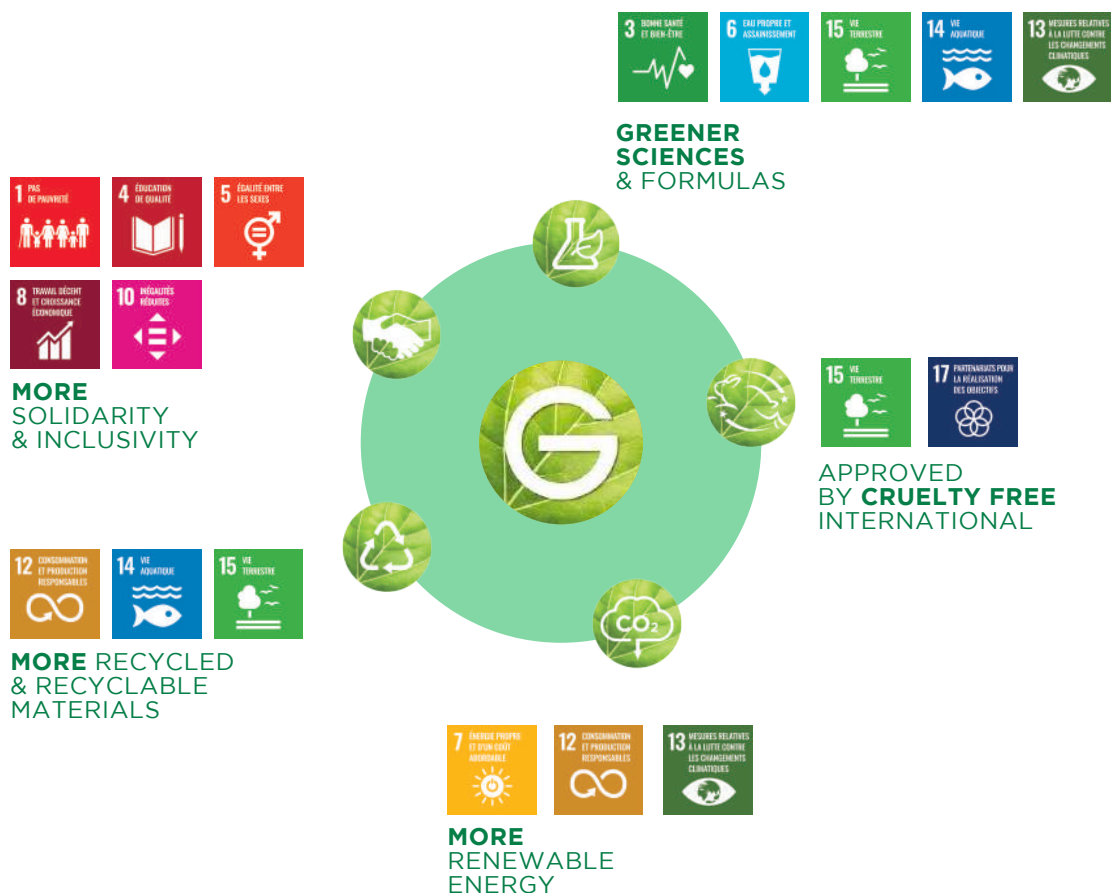 3 BONNE SANTÉ
ET BIEN-ÊTRE
6 EAU PROPRE ET
ASSAINISSEMENT
15 VIE
TERRESTRE
14 VIE
AQUATIQUE
13 MESURES RELATIVES
À LA LUTTE CONTRE
LES CHANGEMENTS
CLIMATIQUES
GREENER
SCIENCES
& FORMULAS
1 PAS
DE PAUVRETÉ
4 ÉDUCATION
DE QUALITÉ
5 ÉGALITÉ ENTRE
LES SEXES
8 TRAVAIL DÉCENT
ET CROISSANCE
ÉCONOMIQUE
10 INÉGALITÉS
RÉDUITES
MORE
SOLIDARITY
& INCLUSIVITY
G
15 VIE
TERRESTRE
17 PARTENARIATS POUR
LA RÉALISATION
DES OBJECTIFS
APPROVED
BY CRUELTY FREE
INTERNATIONAL
12 CONSOMMATION
ET PRODUCTION
RESPONSABLES
14 VIE
AQUATIQUE
15 VIE
TERRESTRE
MORE RECYCLED
& RECYCLABLE
MATERIALS
CO₂
7 ÉNERGIE PROPRE
ET D'UN COÛT
ABORDABLE
12 CONSOMMATION
ET PRODUCTION
RESPONSABLES
13 MESURES RELATIVES
À LA LUTTE CONTRE
LES CHANGEMENTS
CLIMATIQUES
MORE
RENEWABLE
ENERGY